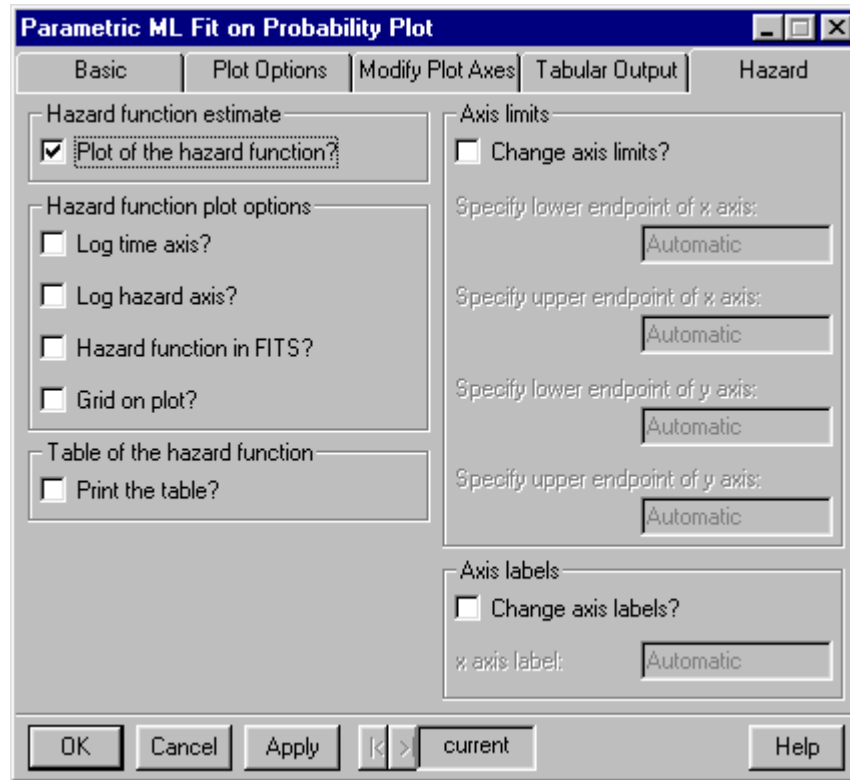 Parametric ML Fit on Probability Plot
Basic
Plot Options
Modify Plot Axes
Tabular Output
Hazard
Hazard function estimate
Plot of the hazard function?
Hazard function plot options
Log time axis?
Log hazard axis?
Hazard function in FITS?
Grid on plot?
Table of the hazard function
Print the table?
Axis limits
Change axis limits?
Specify lower endpoint of x axis:
Automatic
Specify upper endpoint of x axis:
Automatic
Specify lower endpoint of y axis:
Automatic
Specify upper endpoint of y axis:
Automatic
Axis labels
Change axis labels?
x axis label:
Automatic
OK
Cancel
Apply
|<
>|
current
Help